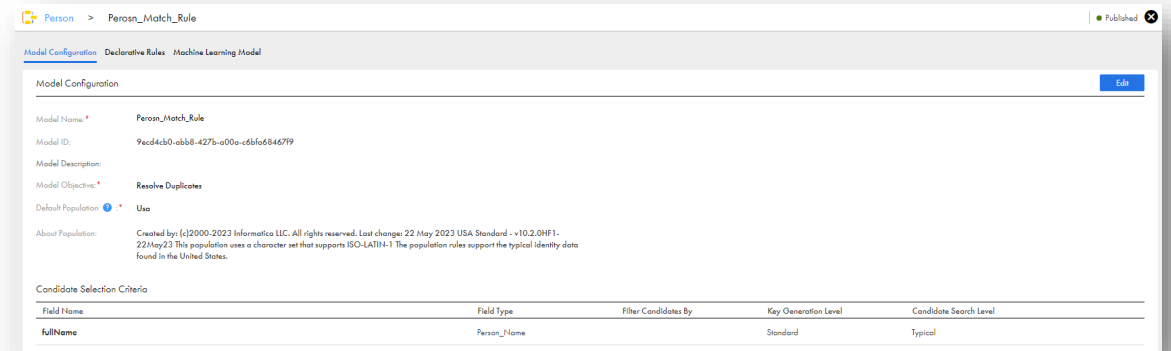 Person > Perosn_Match_Rule Published
Model Configuration Declarative Rules Machine Learning Model
Model Configuration Edit
Model Name:* Perosn_Match_Rule
Model ID: 9ecd4cb0-abb8-427b-a00a-c6bfa68467f9
Model Description:
Model Objective:* Resolve Duplicates
Default Population ? :* Usa
About Population: Created by: (c)2000-2023 Informatica LLC. All rights reserved. Last change: 22 May 2023 USA Standard - v10.2.0HF1-
22May23 This population uses a character set that supports ISO-LATIN-1 The population rules support the typical identity data
found in the United States.
Candidate Selection Criteria
Field Name Field Type Filter Candidates By Key Generation Level Candidate Search Level
fullName Person_Name Standard Typical